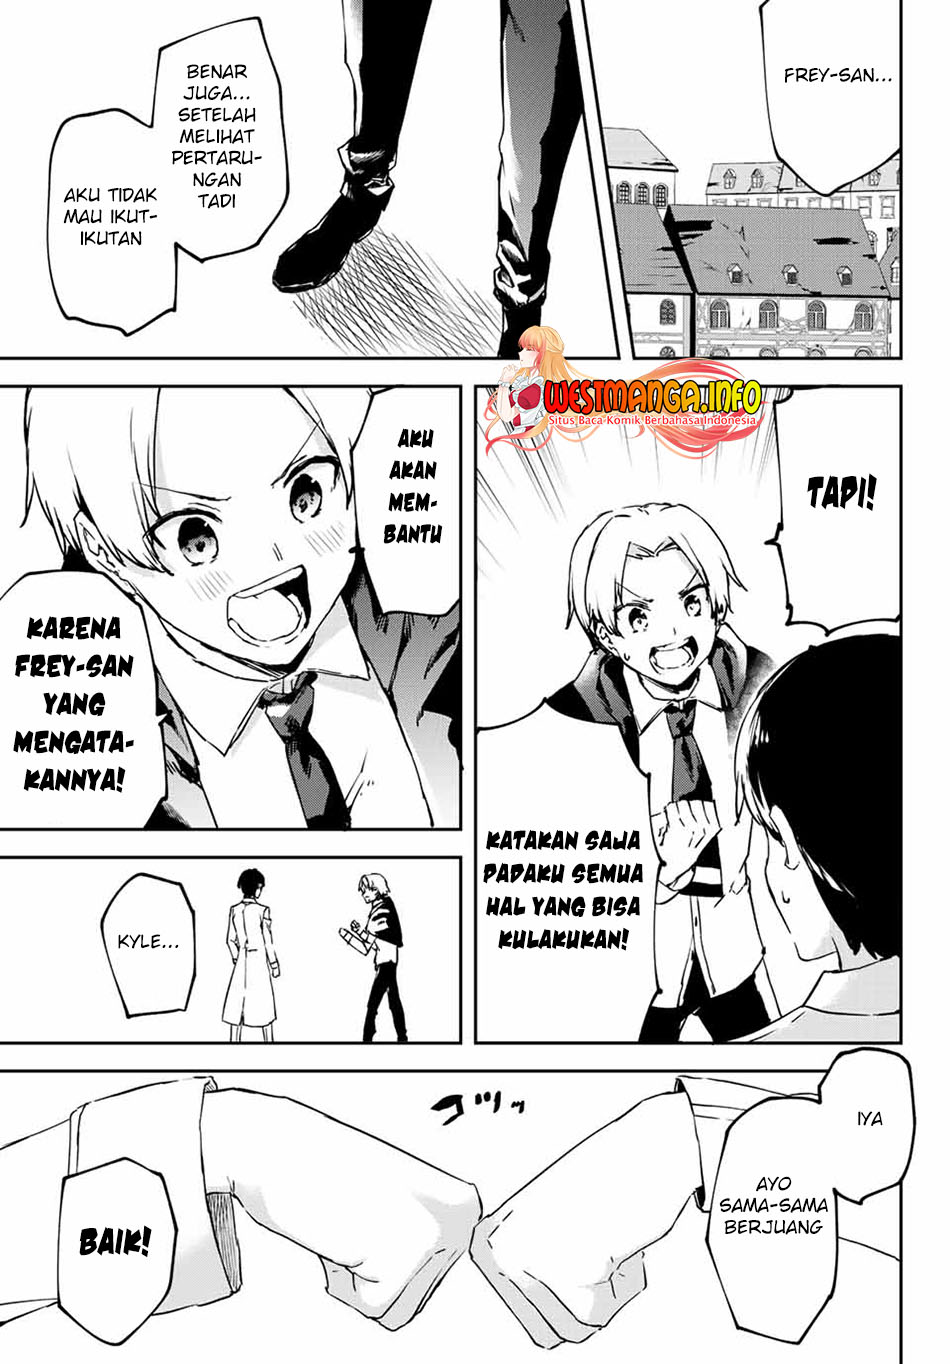 FREY-SAN...
BENAR
JUGA...
SETELAH
MELIHAT
PERTARU-
NGAN
TADI
AKU TIDAK
MAU IKUT-
IKUTAN
WESTMANGA.INFO
Situs Baca Komik Berbahasa Indonesia
TAPI!
KATAKAN SAJA
PADAKU SEMUA
HAL YANG BISA
KULAKUKAN!
AKU
AKAN
MEM-
BANTU
KARENA
FREY-SAN
YANG
MENGATA-
KANNYA!
KYLE...
IYA
AYO
SAMA-SAMA
BERJUANG
コツッ
BAIK!